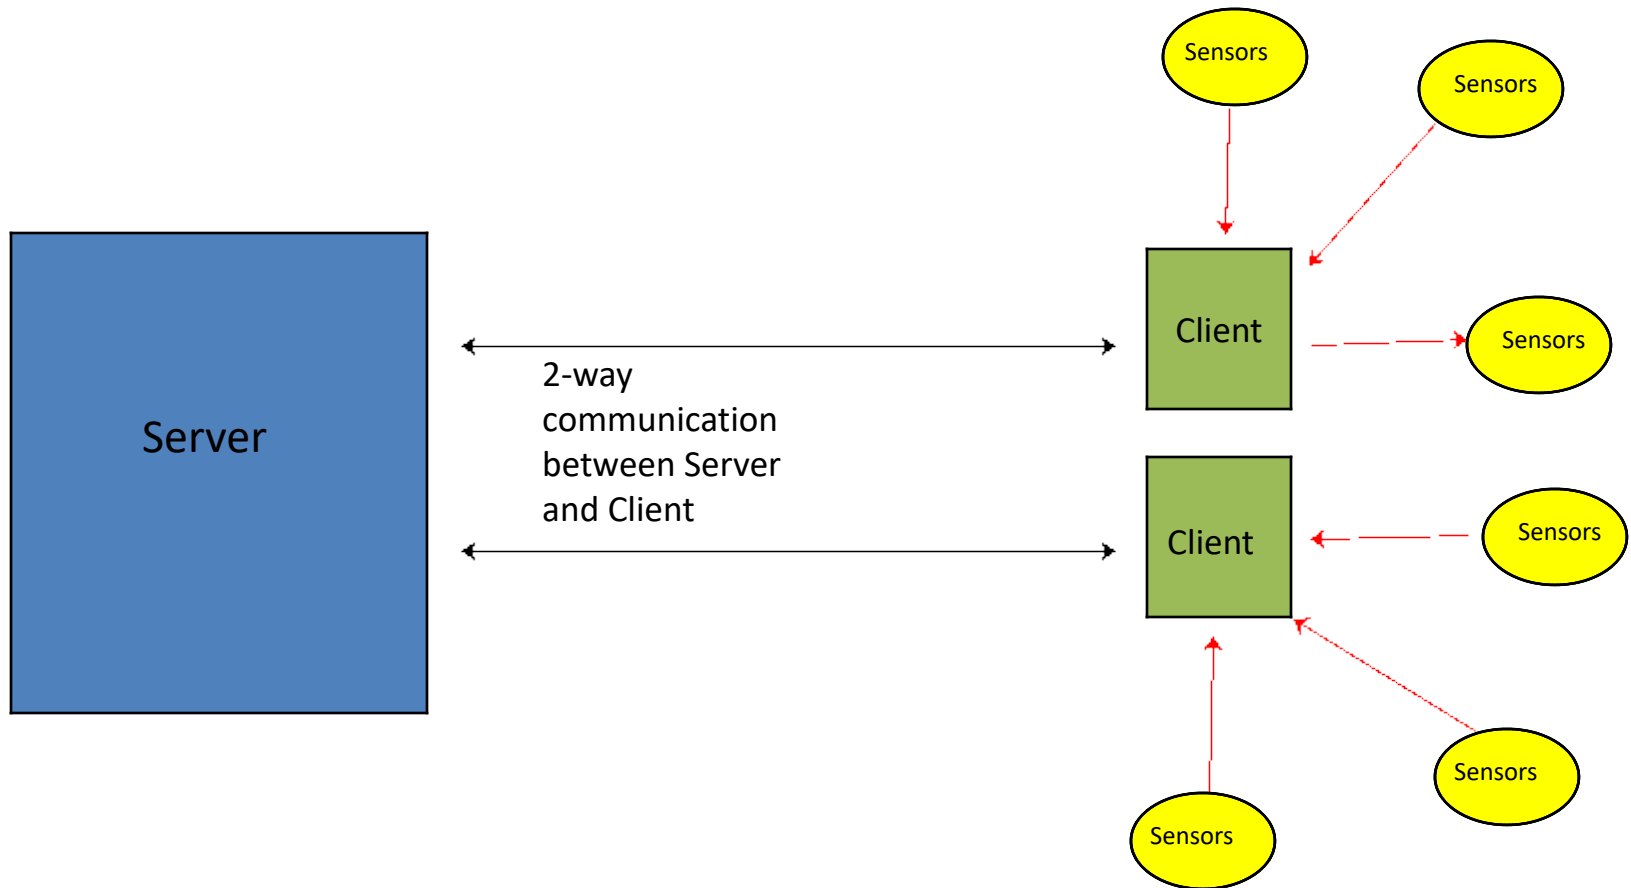 Sensors
Sensors
Client
Sensors
2-way
communication
between Server
and Client
Server
Client
Sensors
Sensors
Sensors